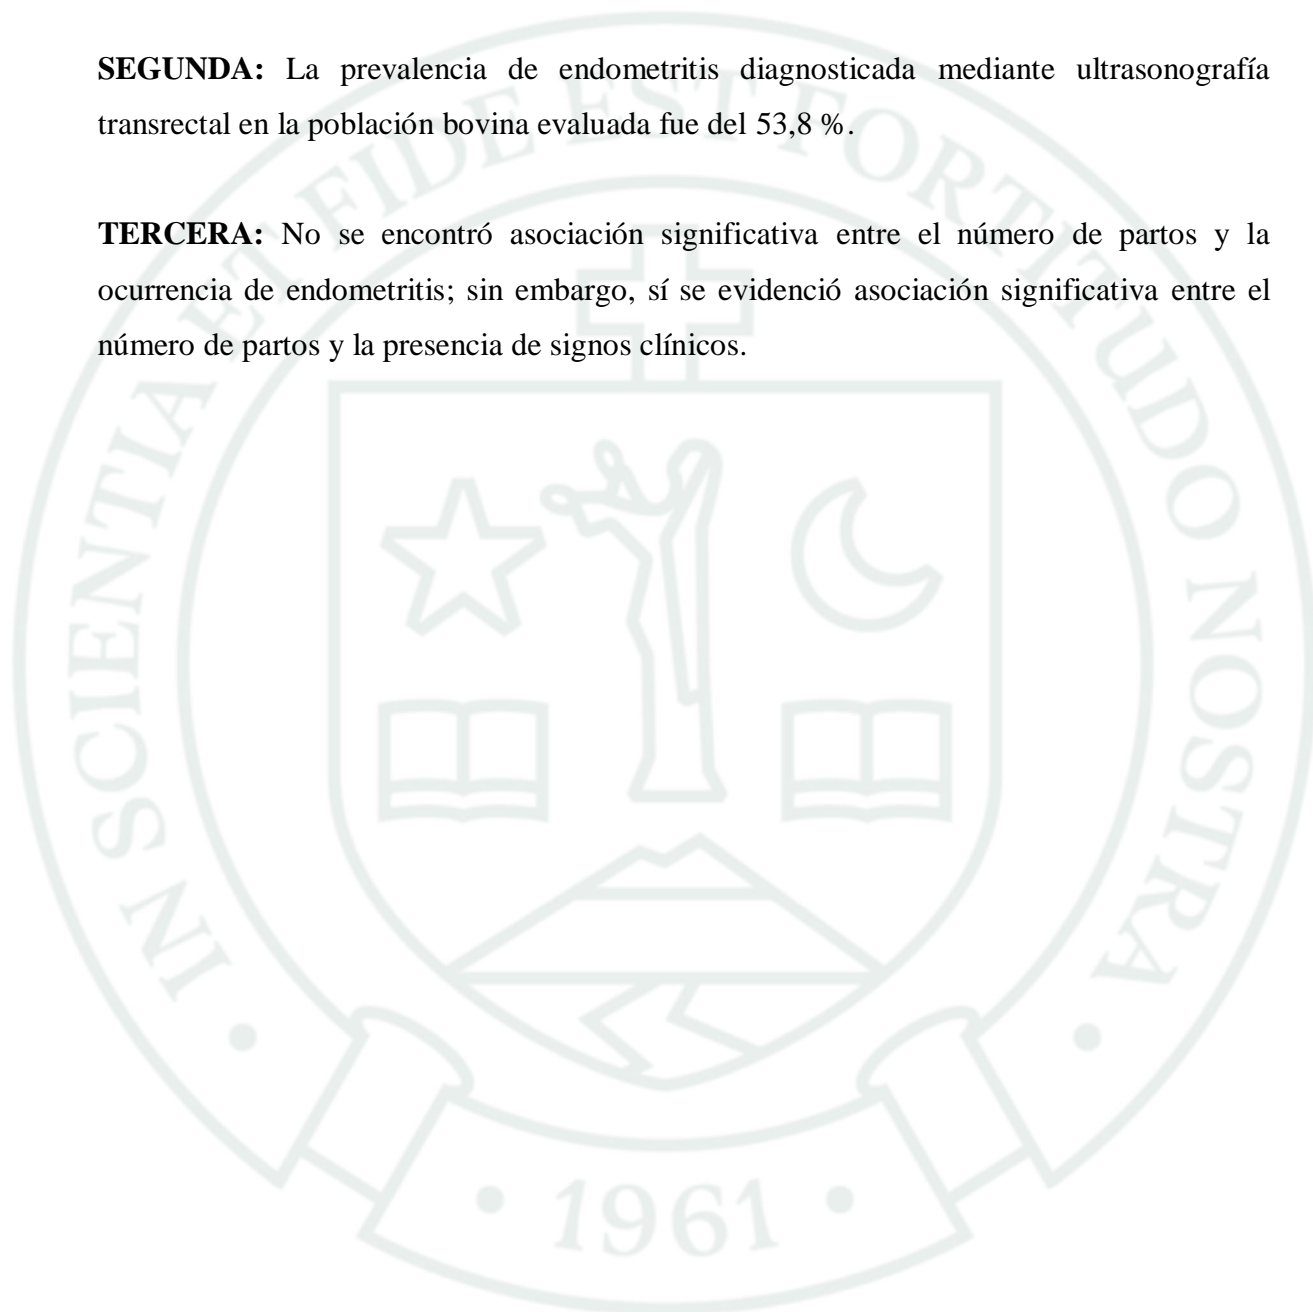 SEGUNDA: La prevalencia de endometritis diagnosticada mediante ultrasonografía
transrectal en la población bovina evaluada fue del 53,8 %.
TERCERA: No se encontró asociación significativa entre el número de partos y la
ocurrencia de endometritis; sin embargo, sí se evidenció asociación significativa entre el
número de partos y la presencia de signos clínicos.
IN SCIENTIA ET FIDE EST FORTITUDO NOSTRA
• 1961 •